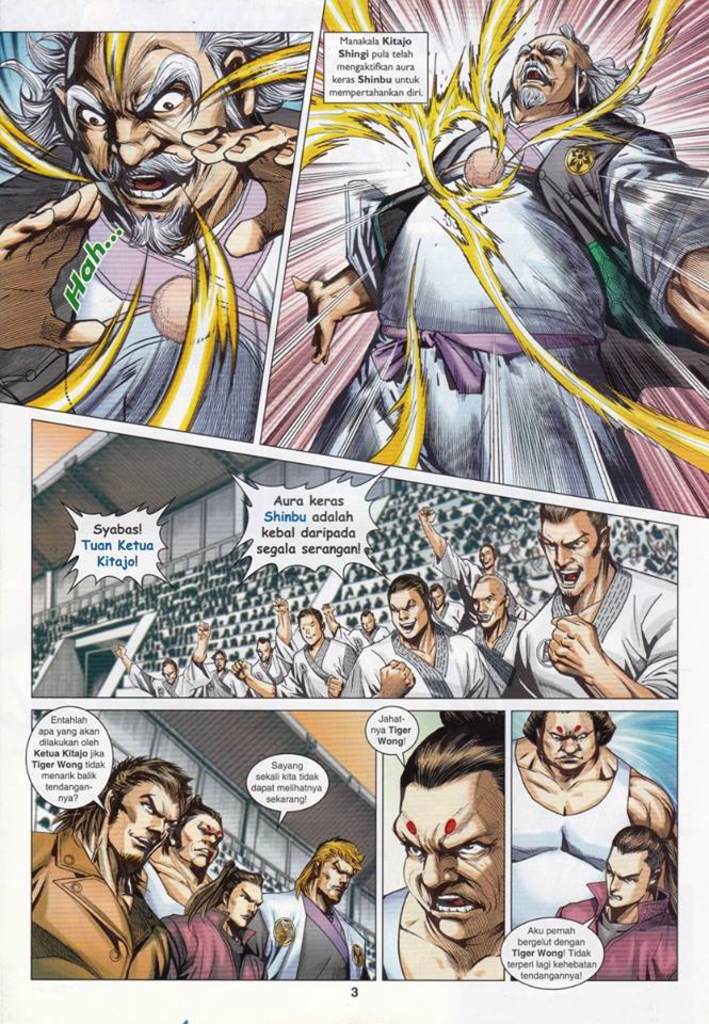 Manakala Kitajo
Shingi pula telah
mengaktifkan aura
keras Shinbu untuk
mempertahankan diri.
Hah...
Syabas!
Tuan Ketua
Kitajo!
Aura keras
Shinbu adalah
kebal daripada
segala serangan!
Entahlah
apa yang akan
dilakukan oleh
Ketua Kitajo jika
Tiger Wong tidak
menarik balik
tendangan-
nya?
Sayang
sekali kita tidak
dapat melihatnya
sekarang!
Jahat-
nya Tiger
Wong!
Aku pernah
bergelut dengan
Tiger Wong! Tidak
terperi lagi kehebatan
tendangannya!
3